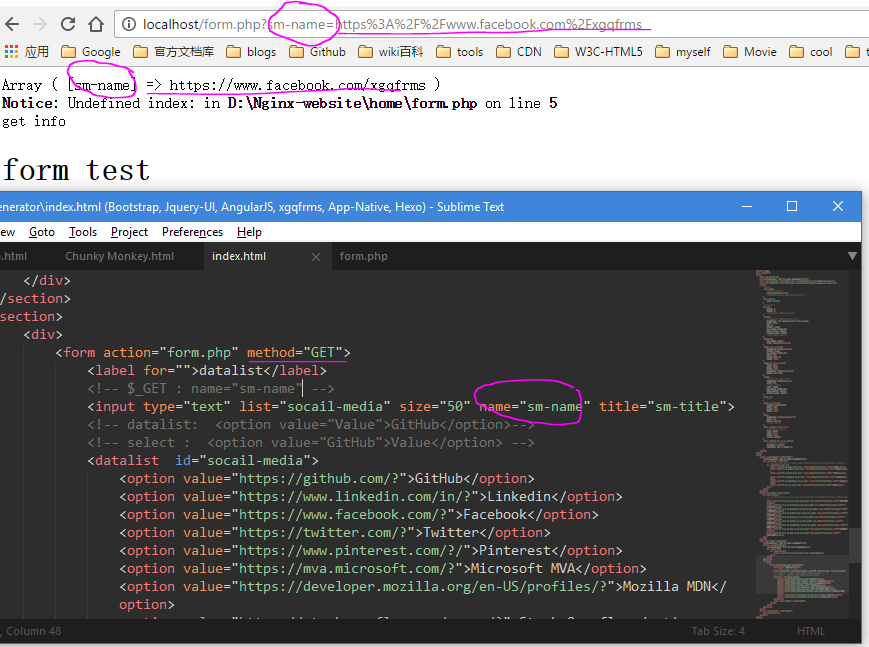 localhost/form.php?sm-name=https%3A%2F%2Fwww.facebook.com%2Fxgqfrms
应用 Google 官方文档库 blogs Github wiki百科 tools CDN W3C-HTML5 myself Movie cool t
Array ( [sm-name] => https://www.facebook.com/xgqfrms )
Notice: Undefined index: in D:\Nginx-website\home\form.php on line 5
get info
form test
enerator\index.html (Bootstrap, Jquery-UI, AngularJS, xgqfrms, App-Native, Hexo) - Sublime Text
ew Goto Tools Project Preferences Help
.html Chunky Monkey.html index.html form.php
</div>
/section>
section>
<div>
<form action="form.php" method="GET">
<label for="">datalist</label>
<!-- $_GET : name="sm-name" -->
<input type="text" list="socail-media" size="50" name="sm-name" title="sm-title">
<!-- datalist:  <option value="Value">GitHub</option>-->
<!-- select :  <option value="GitHub">Value</option> -->
<datalist  id="socail-media">
<option value="https://github.com/?">GitHub</option>
<option value="https://www.linkedin.com/in/?">Linkedin</option>
<option value="https://www.facebook.com/?">Facebook</option>
<option value="https://twitter.com/?">Twitter</option>
<option value="https://www.pinterest.com/?/">Pinterest</option>
<option value="https://mva.microsoft.com/?">Microsoft MVA</option>
<option value="https://developer.mozilla.org/en-US/profiles/?">Mozilla MDN</
option>
, Column 48 Tab Size: 4 HTML